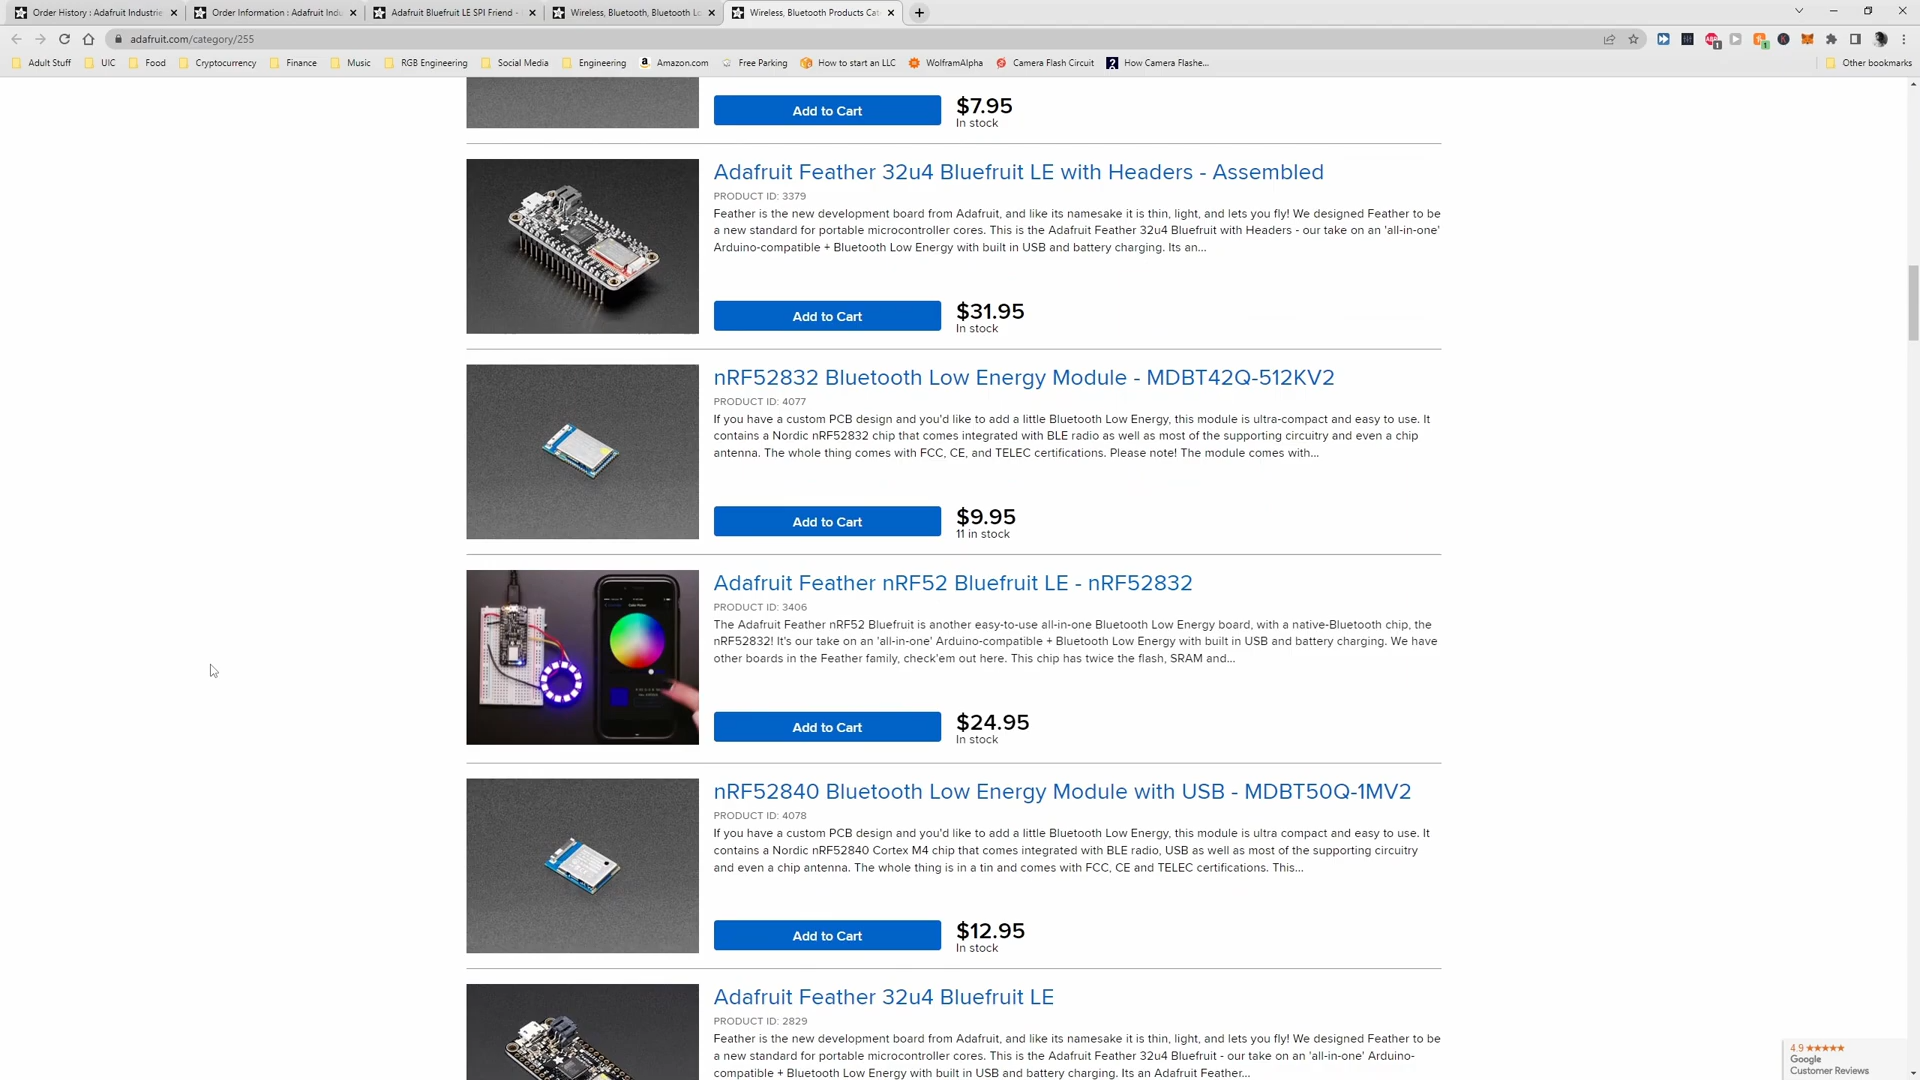 Order History : Adafruit Industrie
Order Information : Adafruit Indu
Adafruit Bluefruit LE SPI Friend -
Wireless, Bluetooth, Bluetooth Lo
Wireless, Bluetooth Products Cat
adafruit.com/category/255
Adult Stuff
UIC
Food
Cryptocurrency
Finance
Music
RGB Engineering
Social Media
Engineering
Amazon.com
Free Parking
How to start an LLC
WolframAlpha
Camera Flash Circuit
How Camera Flashe...
Other bookmarks
Add to Cart
$7.95
In stock
Adafruit Feather 32u4 Bluefruit LE with Headers - Assembled
PRODUCT ID: 3379
Feather is the new development board from Adafruit, and like its namesake it is thin, light, and lets you fly! We designed Feather to be
a new standard for portable microcontroller cores. This is the Adafruit Feather 32u4 Bluefruit with Headers - our take on an 'all-in-one'
Arduino-compatible + Bluetooth Low Energy with built in USB and battery charging. Its an...
Add to Cart
$31.95
In stock
nRF52832 Bluetooth Low Energy Module - MDBT42Q-512KV2
PRODUCT ID: 4077
If you have a custom PCB design and you'd like to add a little Bluetooth Low Energy, this module is ultra-compact and easy to use. It
contains a Nordic nRF52832 chip that comes integrated with BLE radio as well as most of the supporting circuitry and even a chip
antenna. The whole thing comes with FCC, CE, and TELEC certifications. Please note! The module comes with...
Add to Cart
$9.95
11 in stock
Adafruit Feather nRF52 Bluefruit LE - nRF52832
PRODUCT ID: 3406
The Adafruit Feather nRF52 Bluefruit is another easy-to-use all-in-one Bluetooth Low Energy board, with a native-Bluetooth chip, the
nRF52832! It's our take on an 'all-in-one' Arduino-compatible + Bluetooth Low Energy with built in USB and battery charging. We have
other boards in the Feather family, check'em out here. This chip has twice the flash, SRAM and...
Add to Cart
$24.95
In stock
nRF52840 Bluetooth Low Energy Module with USB - MDBT50Q-1MV2
PRODUCT ID: 4078
If you have a custom PCB design and you'd like to add a little Bluetooth Low Energy, this module is ultra compact and easy to use. It
contains a Nordic nRF52840 Cortex M4 chip that comes integrated with BLE radio, USB as well as most of the supporting circuitry
and even a chip antenna. The whole thing is in a tin and comes with FCC, CE and TELEC certifications. This...
Add to Cart
$12.95
In stock
Adafruit Feather 32u4 Bluefruit LE
PRODUCT ID: 2829
Feather is the new development board from Adafruit, and like its namesake it is thin, light, and lets you fly! We designed Feather to be
a new standard for portable microcontroller cores. This is the Adafruit Feather 32u4 Bluefruit - our take on an 'all-in-one' Arduino-
compatible + Bluetooth Low Energy with built in USB and battery charging. Its an Adafruit Feather...
4.9 ★★★★★
Google
Customer Reviews